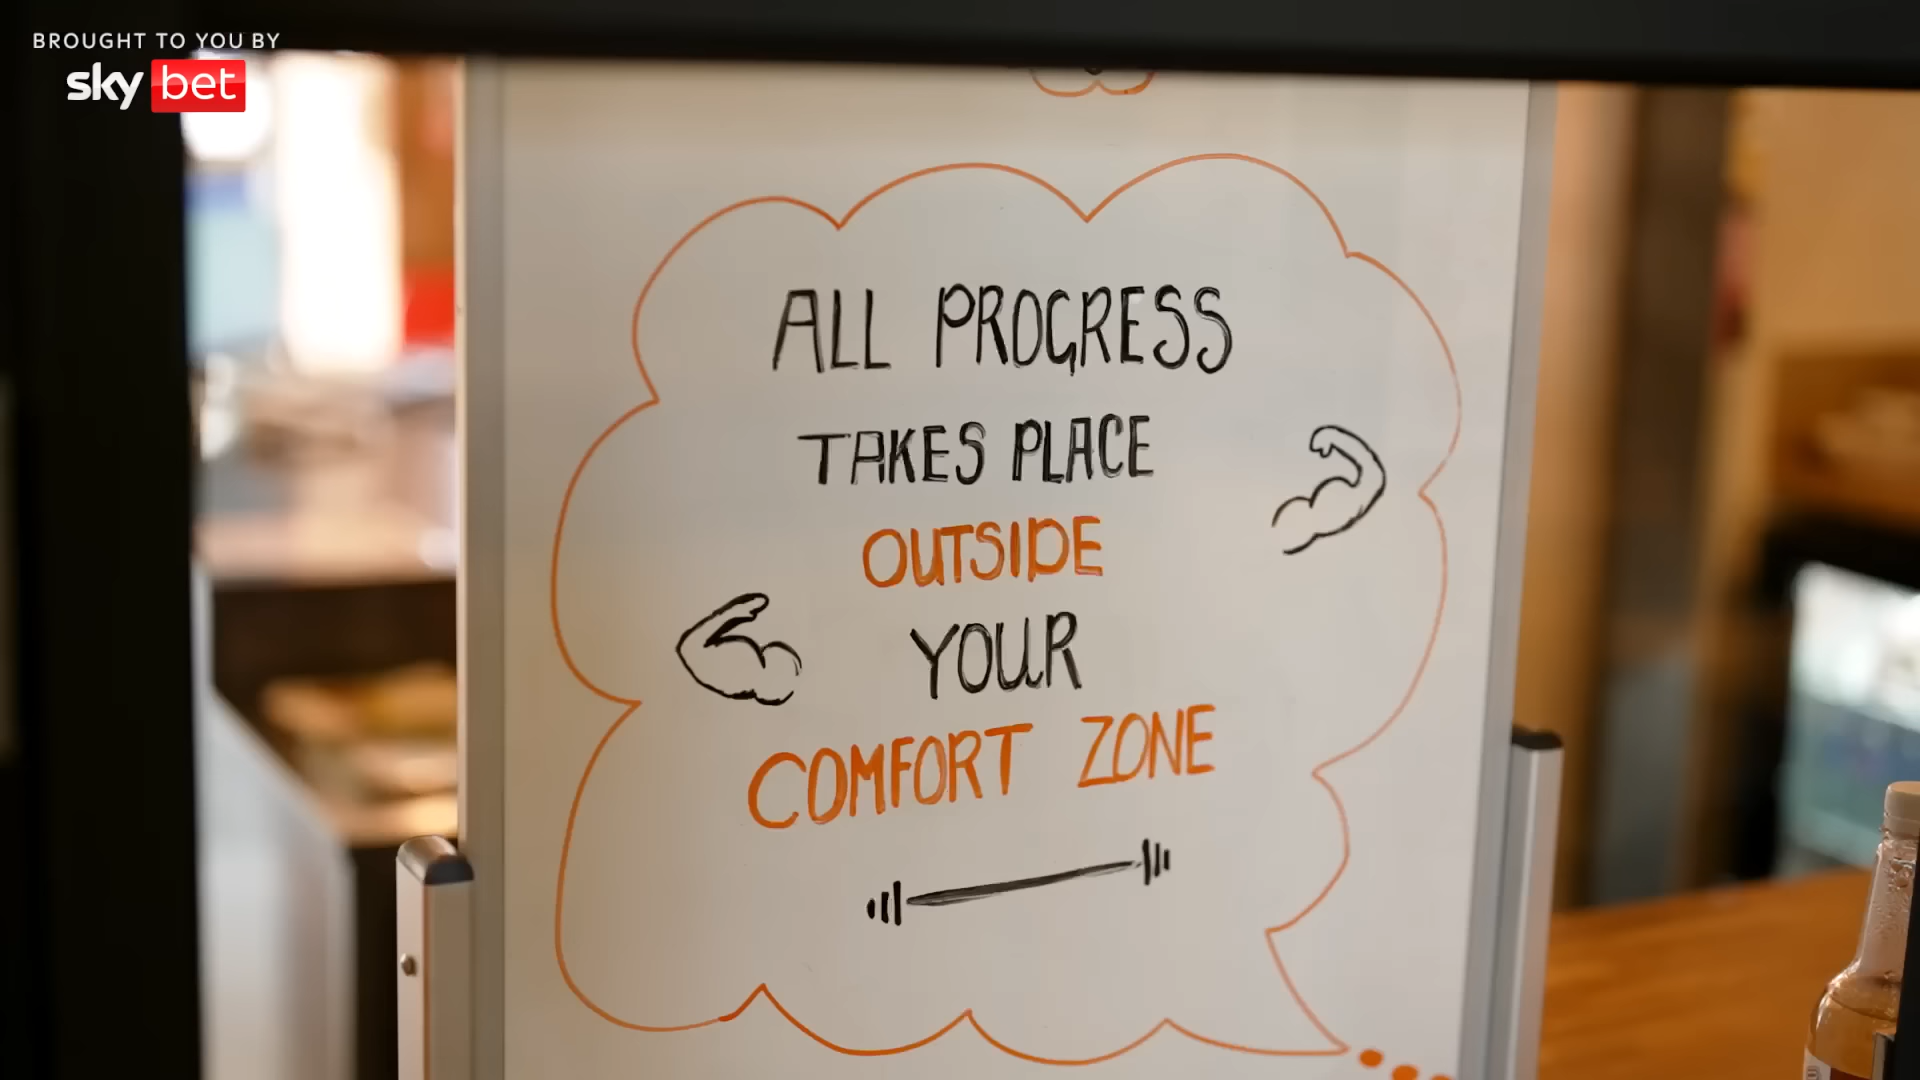 BROUGHT TO YOU BY
sky bet
ALL PROGRESS
TAKES PLACE
OUTSIDE
YOUR
COMFORT ZONE